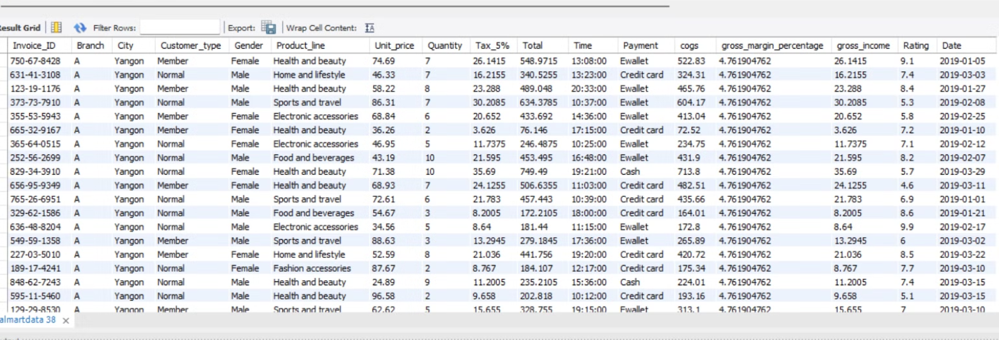 esult Grid Filter Rows: Export: Wrap Cell Content:
Invoice_ID Branch City Customer_type Gender Product_line Unit_price Quantity Tax_5% Total Time Payment cogs gross_margin_percentage gross_income Rating Date
750-67-8428 A Yangon Member Female Health and beauty 74.69 7 26.1415 548.9715 13:08:00 Ewallet 522.83 4.761904762 26.1415 9.1 2019-01-05
631-41-3108 A Yangon Normal Male Home and lifestyle 46.33 7 16.2155 340.5255 13:23:00 Credit card 324.31 4.761904762 16.2155 7.4 2019-03-03
123-19-1176 A Yangon Member Male Health and beauty 58.22 8 23.288 489.048 20:33:00 Ewallet 465.76 4.761904762 23.288 8.4 2019-01-27
373-73-7910 A Yangon Normal Male Sports and travel 86.31 7 30.2085 634.3785 10:37:00 Ewallet 604.17 4.761904762 30.2085 5.3 2019-02-08
355-53-5943 A Yangon Member Female Electronic accessories 68.84 6 20.652 433.692 14:36:00 Ewallet 413.04 4.761904762 20.652 5.8 2019-02-25
665-32-9167 A Yangon Member Female Health and beauty 36.26 2 3.626 76.146 17:15:00 Credit card 72.52 4.761904762 3.626 7.2 2019-01-10
365-64-0515 A Yangon Normal Female Electronic accessories 46.95 5 11.7375 246.4875 10:25:00 Ewallet 234.75 4.761904762 11.7375 7.1 2019-02-12
252-56-2699 A Yangon Normal Male Food and beverages 43.19 10 21.595 453.495 16:48:00 Ewallet 431.9 4.761904762 21.595 8.2 2019-02-07
829-34-3910 A Yangon Normal Female Health and beauty 71.38 10 35.69 749.49 19:21:00 Cash 713.8 4.761904762 35.69 5.7 2019-03-29
656-95-9349 A Yangon Member Female Health and beauty 68.93 7 24.1255 506.6355 11:03:00 Credit card 482.51 4.761904762 24.1255 4.6 2019-03-11
765-26-6951 A Yangon Normal Male Sports and travel 72.61 6 21.783 457.443 10:39:00 Credit card 435.66 4.761904762 21.783 6.9 2019-01-01
329-62-1586 A Yangon Normal Male Food and beverages 54.67 3 8.2005 172.2105 18:00:00 Credit card 164.01 4.761904762 8.2005 8.6 2019-01-21
636-48-8204 A Yangon Normal Male Electronic accessories 34.56 5 8.64 181.44 11:15:00 Ewallet 172.8 4.761904762 8.64 9.9 2019-02-17
549-59-1358 A Yangon Member Male Sports and travel 88.63 3 13.2945 279.1845 17:36:00 Ewallet 265.89 4.761904762 13.2945 6 2019-03-02
227-03-5010 A Yangon Member Female Home and lifestyle 52.59 8 21.036 441.756 19:20:00 Credit card 420.72 4.761904762 21.036 8.5 2019-03-22
189-17-4241 A Yangon Normal Female Fashion accessories 87.67 2 8.767 184.107 12:17:00 Credit card 175.34 4.761904762 8.767 7.7 2019-03-10
848-62-7243 A Yangon Normal Male Health and beauty 24.89 9 11.2005 235.2105 15:36:00 Cash 224.01 4.761904762 11.2005 7.4 2019-03-15
595-11-5460 A Yangon Normal Male Health and beauty 96.58 2 9.658 202.818 10:12:00 Credit card 193.16 4.761904762 9.658 5.1 2019-03-15
129-29-8530 A Yangon Member Male Sports and travel 62.62 5 15.655 328.755 19:15:00 Ewallet 313.1 4.761904762 15.655 7 2019-03-10
almartdata 38